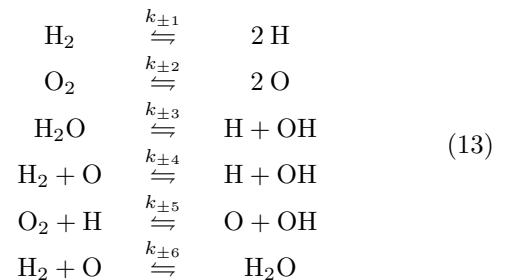 H₂ k±₁ ⇋ 2 H
O₂ k±₂ ⇋ 2 O
H₂O k±₃ ⇋ H + OH
H₂ + O k±₄ ⇋ H + OH
O₂ + H k±₅ ⇋ O + OH
H₂ + O k±₆ ⇋ H₂O
(13)